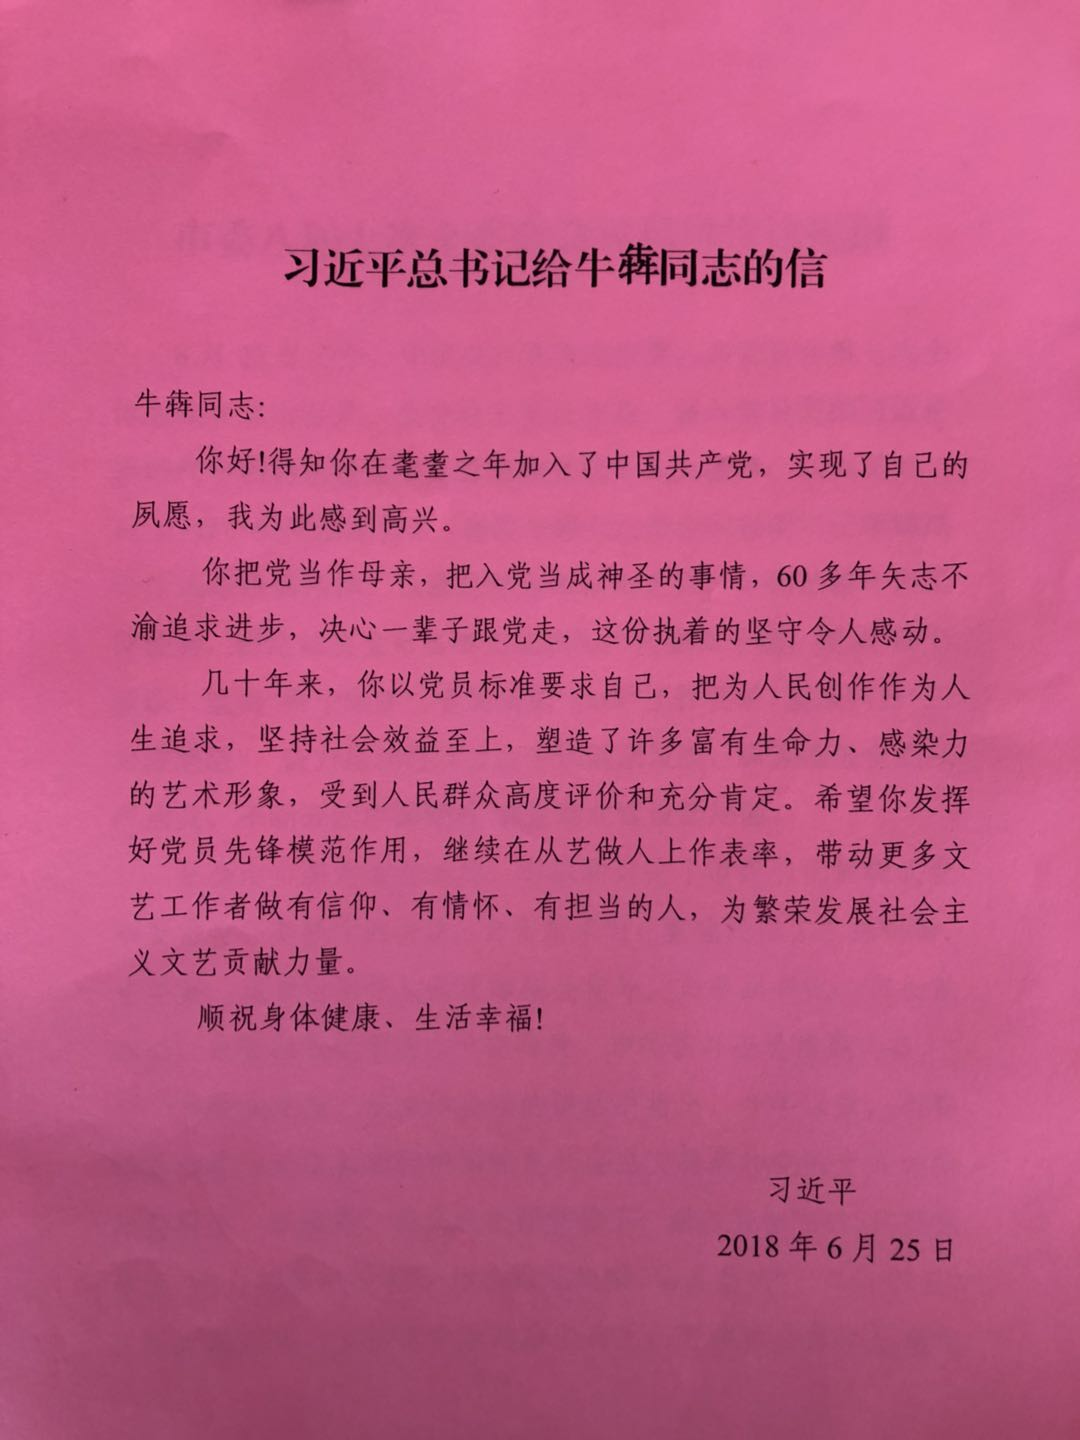 习近平总书记给牛犇同志的信
牛犇同志:
你好!得知你在耄耋之年加入了中国共产党，实现了自己的
夙愿，我为此感到高兴。
你把党当作母亲，把入党当成神圣的事情，60多年矢志不
渝追求进步，决心一辈子跟党走，这份执着的坚守令人感动。
几十年来，你以党员标准要求自己，把为人民创作作为人
生追求，坚持社会效益至上，塑造了许多富有生命力、感染力
的艺术形象，受到人民群众高度评价和充分肯定。希望你发挥
好党员先锋模范作用，继续在从艺做人上作表率，带动更多文
艺工作者做有信仰、有情怀、有担当的人，为繁荣发展社会主
义文艺贡献力量。
顺祝身体健康、生活幸福!
习近平
2018年6月25日